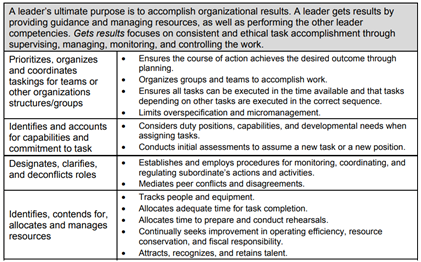 A leader's ultimate purpose is to accomplish organizational results. A leader gets results by
providing guidance and managing resources, as well as performing the other leader
competencies. Gets results focuses on consistent and ethical task accomplishment through
supervising, managing, monitoring, and controlling the work.
Prioritizes, organizes
and coordinates
taskings for teams or
other organizations
structures/groups
• Ensures the course of action achieves the desired outcome through
planning.
• Organizes groups and teams to accomplish work.
• Ensures all tasks can be executed in the time available and that tasks
depending on other tasks are executed in the correct sequence.
• Limits overspecification and micromanagement.
Identifies and accounts
for capabilities and
commitment to task
• Considers duty positions, capabilities, and developmental needs when
assigning tasks.
• Conducts initial assessments to assume a new task or a new position.
Designates, clarifies,
and deconflicts roles
• Establishes and employs procedures for monitoring, coordinating, and
regulating subordinate's actions and activities.
• Mediates peer conflicts and disagreements.
Identifies, contends for,
allocates and manages
resources
• Tracks people and equipment.
• Allocates adequate time for task completion.
• Allocates time to prepare and conduct rehearsals.
• Continually seeks improvement in operating efficiency, resource
conservation, and fiscal responsibility.
• Attracts, recognizes, and retains talent.